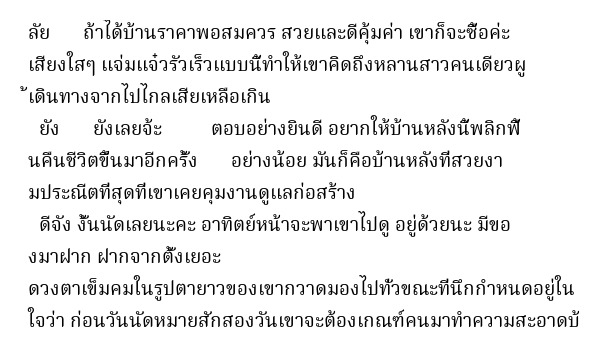 ลัย     ถ้าได้บ้านราคาพอสมควร สวยและดีคุ้มค่า เขาก็จะซื้อค่ะ
เสียงใสๆ แจ่มแจ๋วรัวเร็วแบบนี้ทำให้เขาคิดถึงหลานสาวคนเดียวผู
้เดินทางจากไปไกลเสียเหลือเกิน
ยัง     ยังเลยจ้ะ        ตอบอย่างยินดี อยากให้บ้านหลังนี้พลิกฟื้
นคืนชีวิตขึ้นมาอีกครั้ง     อย่างน้อย มันก็คือบ้านหลังที่สวยงา
มประณีตที่สุดที่เขาเคยคุมงานดูแลก่อสร้าง
ดีจัง งั้นนัดเลยนะคะ อาทิตย์หน้าจะพาเขาไปดู อยู่ด้วยนะ มีขอ
งมาฝาก ฝากจากตั้งเยอะ
ดวงตาเข็มคมในรูปตายาวของเขากวาดมองไปทั่วขณะที่นึกกำหนดอยู่ใน
ใจว่า ก่อนวันนัดหมายสักสองวันเขาจะต้องเกณฑ์คนมาทำความสะอาดบ้